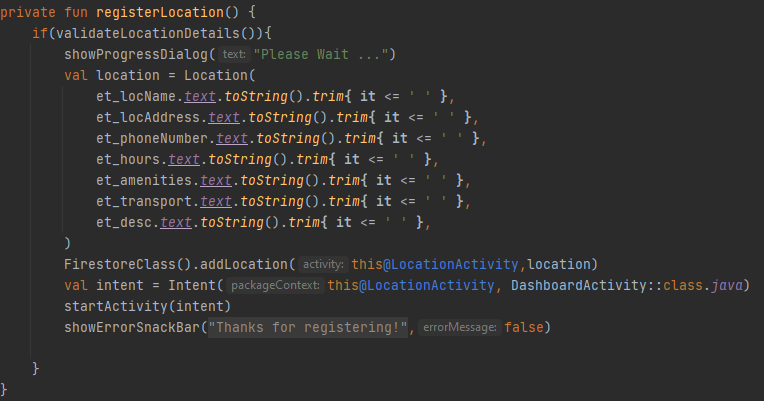 private fun registerLocation() {
    if(validateLocationDetails()){
        showProgressDialog( text: "Please Wait ...")
        val location = Location(
            et_locName.text.toString().trim{ it <= ' ' },
            et_locAddress.text.toString().trim{ it <= ' ' },
            et_phoneNumber.text.toString().trim{ it <= ' ' },
            et_hours.text.toString().trim{ it <= ' ' },
            et_amenities.text.toString().trim{ it <= ' ' },
            et_transport.text.toString().trim{ it <= ' ' },
            et_desc.text.toString().trim{ it <= ' ' },
        )
        FirestoreClass().addLocation( activity: this@LocationActivity,location)
        val intent = Intent( packageContext: this@LocationActivity, DashboardActivity::class.java)
        startActivity(intent)
        showErrorSnackBar("Thanks for registering!", errorMessage: false)
    }
}